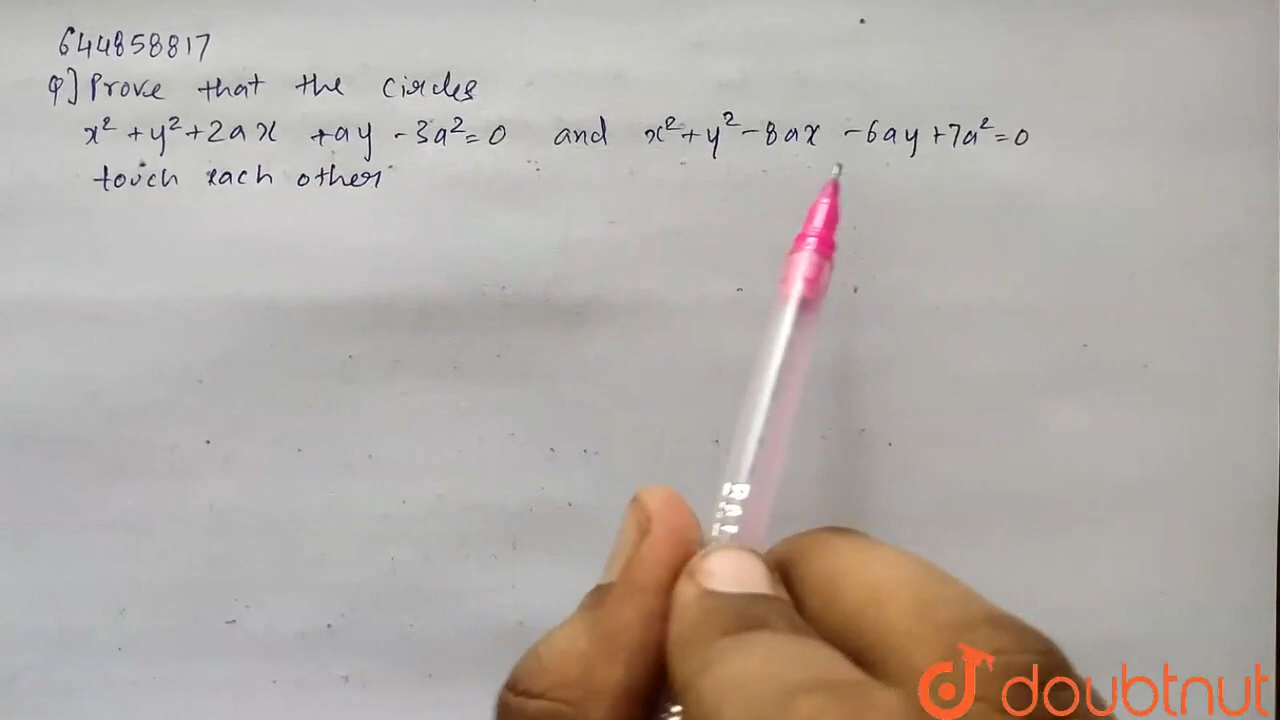 644858817
Q] Prove that the circles
x² + y² + 2ax + ay - 3a² = 0 and x² + y² - 8ax - 6ay + 7a² = 0
touch each other
doubtnut